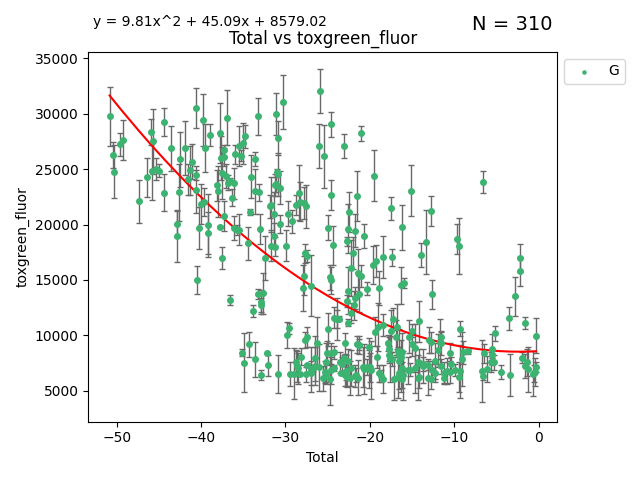 y = 9.81x^2 + 45.09x + 8579.02
N = 310
Total vs toxgreen_fluor
G
toxgreen_fluor
35000
30000
25000
20000
15000
10000
5000
−50 −40 −30 −20 −10 0
Total